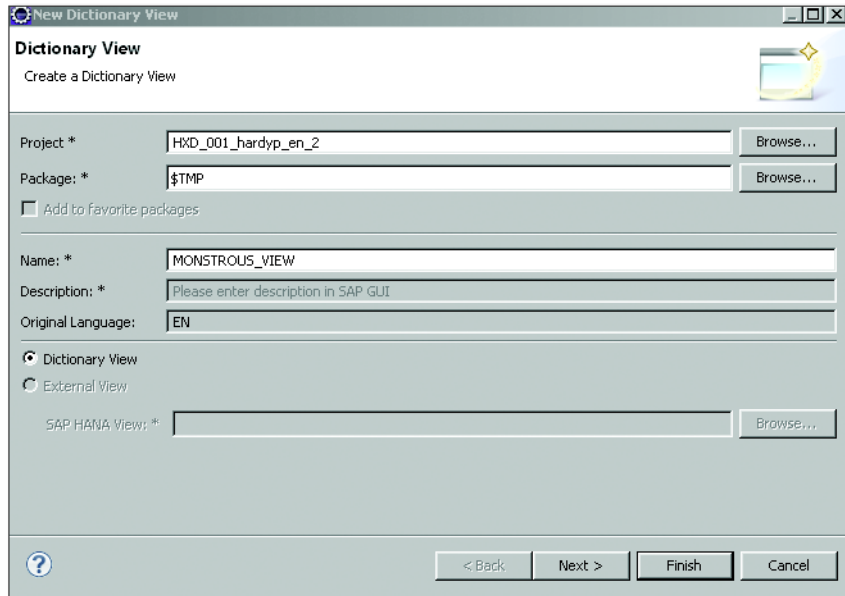 New Dictionary View
Dictionary View
Create a Dictionary View
Project * HXD_001_hardyp_en_2 Browse...
Package: * $TMP Browse...
Add to favorite packages
Name: * MONSTROUS_VIEW
Description: * Please enter description in SAP GUI
Original Language: EN
Dictionary View
External View
SAP HANA View: * Browse...
? < Back Next > Finish Cancel